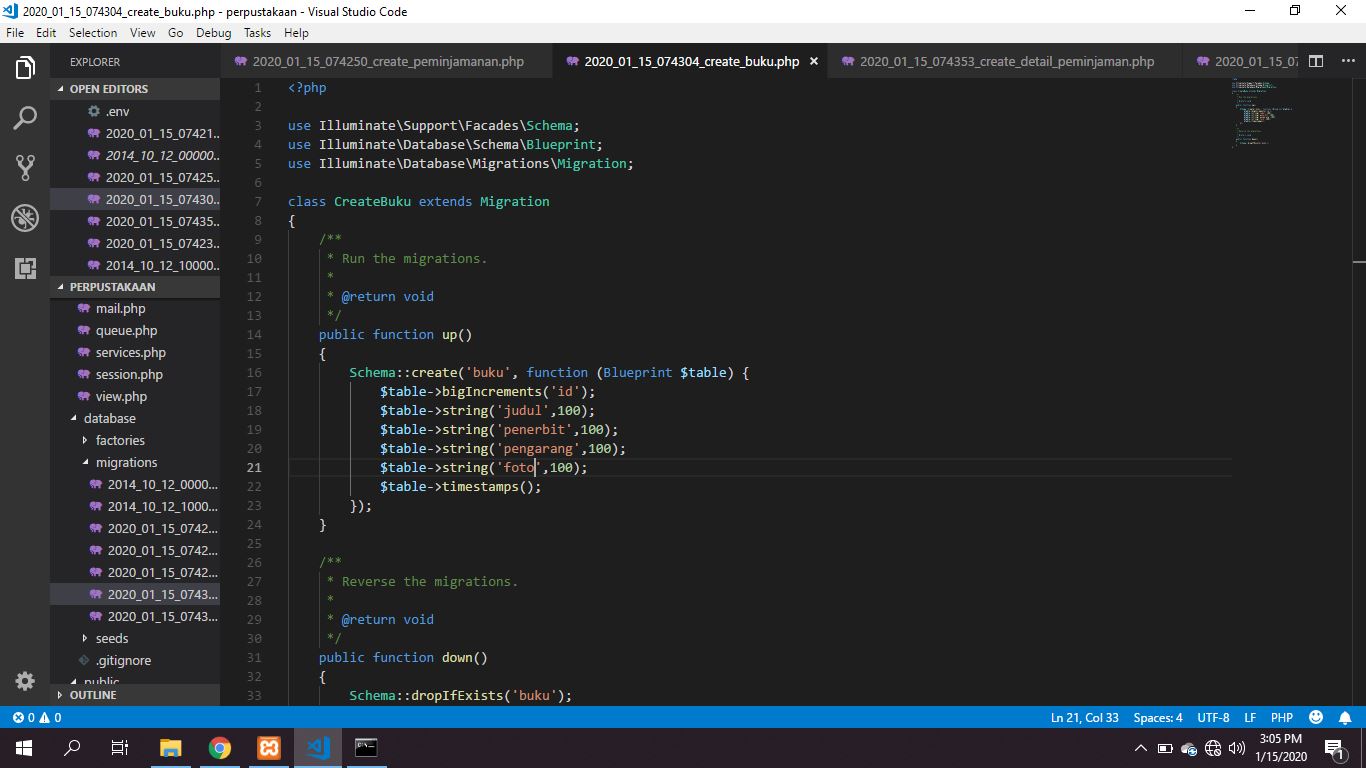 2020_01_15_074304_create_buku.php - perpustakaan - Visual Studio Code
File Edit Selection View Go Debug Tasks Help
EXPLORER
OPEN EDITORS
.env
2020_01_15_07421...
2014_10_12_00000...
2020_01_15_07425...
2020_01_15_07430...
2020_01_15_07435...
2020_01_15_07423...
2014_10_12_10000...
PERPUSTAKAAN
mail.php
queue.php
services.php
session.php
view.php
database
factories
migrations
2014_10_12_0000...
2014_10_12_1000...
2020_01_15_0742...
2020_01_15_0742...
2020_01_15_0742...
2020_01_15_0743...
2020_01_15_0743...
seeds
.gitignore
public
OUTLINE
2020_01_15_074250_create_peminjamanan.php 2020_01_15_074304_create_buku.php × 2020_01_15_074353_create_detail_peminjaman.php 2020_01_15_07
1 <?php
2
3 use Illuminate\Support\Facades\Schema;
4 use Illuminate\Database\Schema\Blueprint;
5 use Illuminate\Database\Migrations\Migration;
6
7 class CreateBuku extends Migration
8 {
9 /**
10 * Run the migrations.
11 *
12 * @return void
13 */
14 public function up()
15 {
16 Schema::create('buku', function (Blueprint $table) {
17 $table->bigIncrements('id');
18 $table->string('judul',100);
19 $table->string('penerbit',100);
20 $table->string('pengarang',100);
21 $table->string('foto',100);
22 $table->timestamps();
23 });
24 }
25
26 /**
27 * Reverse the migrations.
28 *
29 * @return void
30 */
31 public function down()
32 {
33 Schema::dropIfExists('buku');
0 0 Ln 21, Col 33 Spaces: 4 UTF-8 LF PHP
3:05 PM
1/15/2020
1